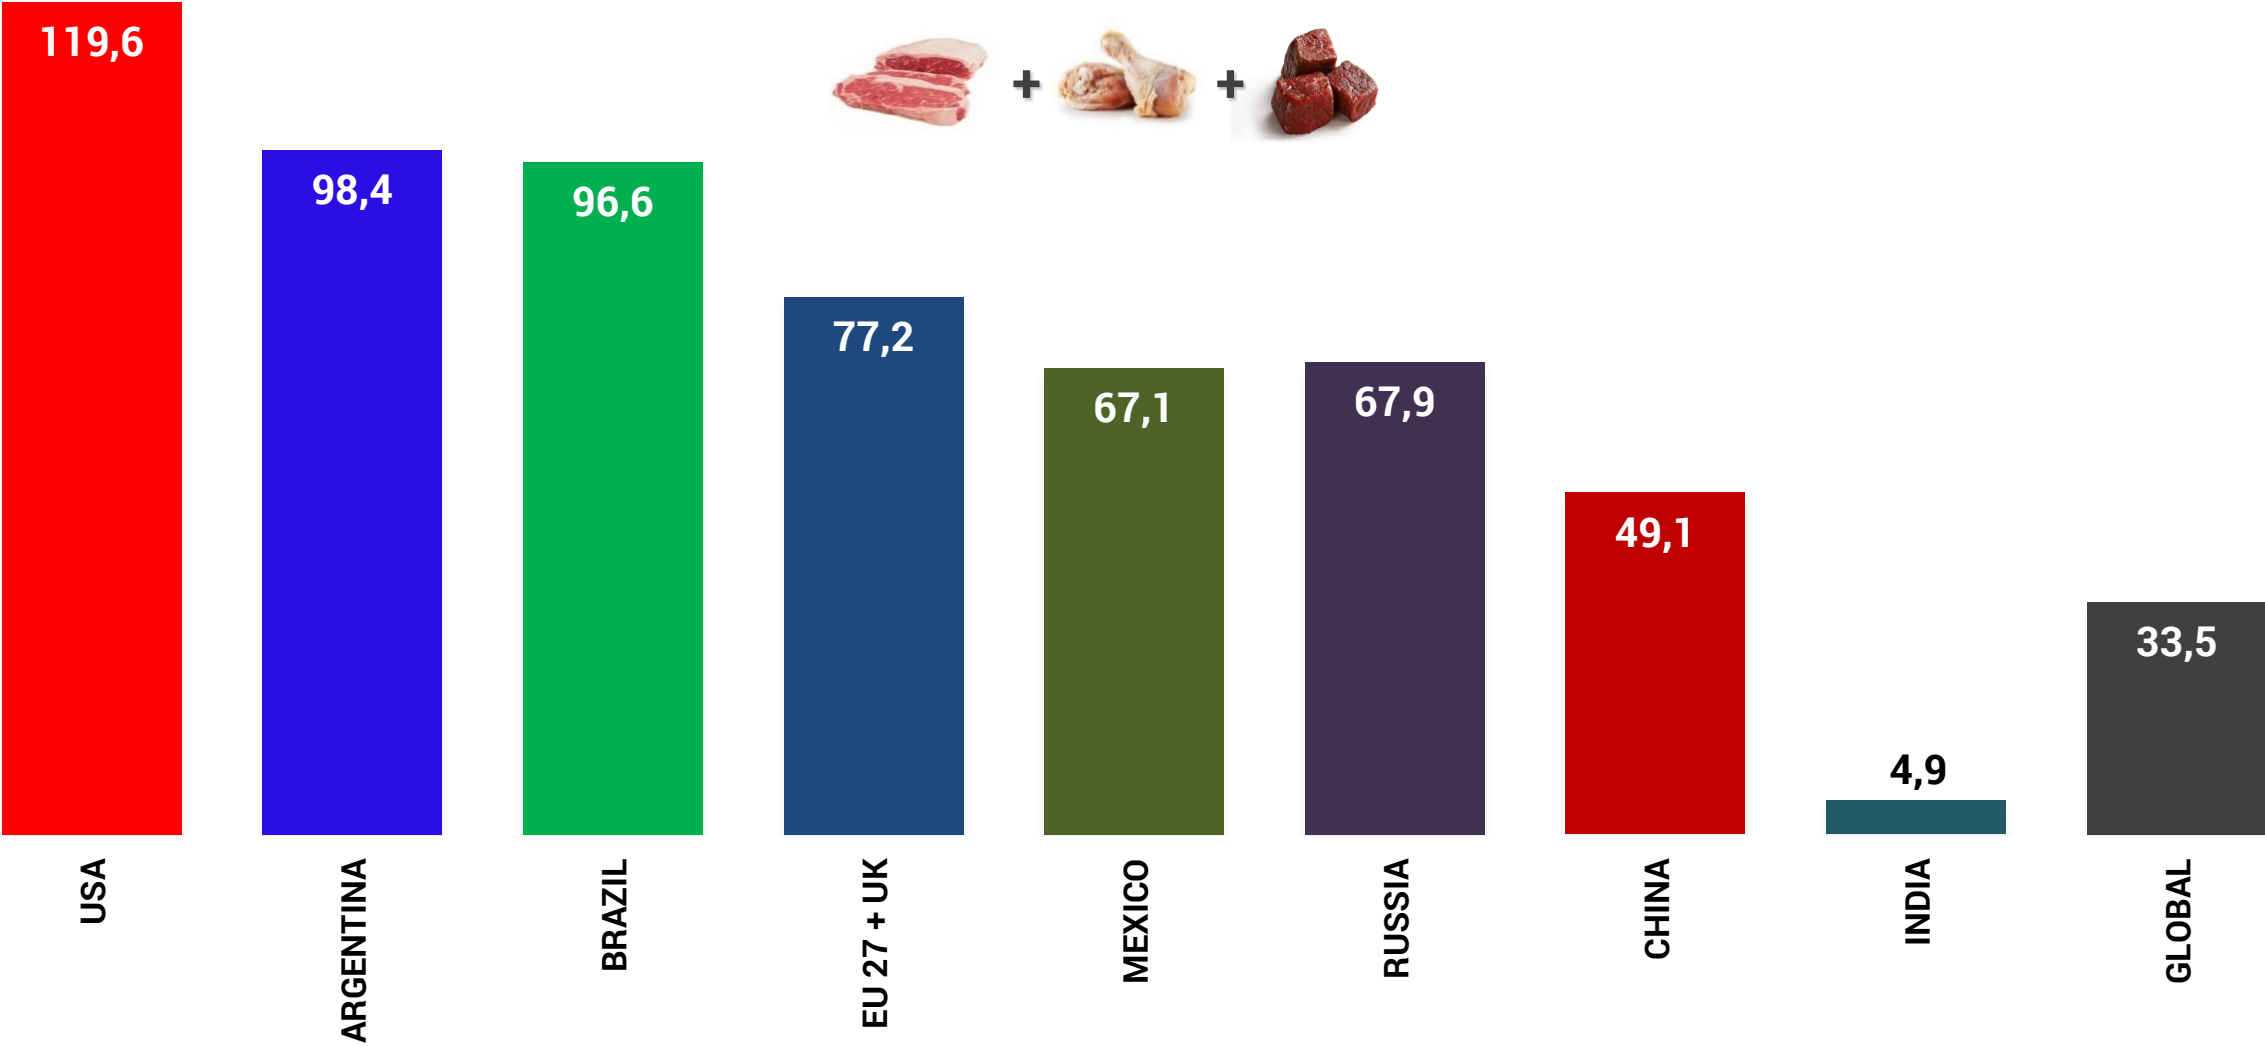 119,6
98,4
96,6
77,2
67,1
67,9
49,1
4,9
33,5
+ +
USA
ARGENTINA
BRAZIL
EU 27 + UK
MEXICO
RUSSIA
CHINA
INDIA
GLOBAL